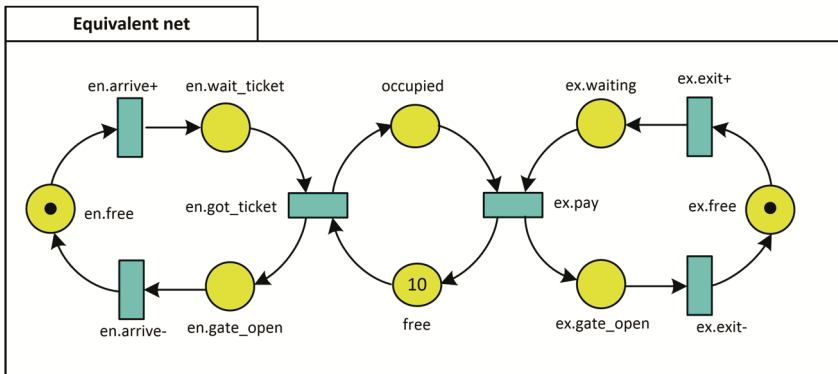 Equivalent net
en.arrive+
en.wait_ticket
occupied
ex.waiting
ex.exit+
en.free
en.got_ticket
ex.pay
ex.free
10
en.arrive-
en.gate_open
free
ex.gate_open
ex.exit-